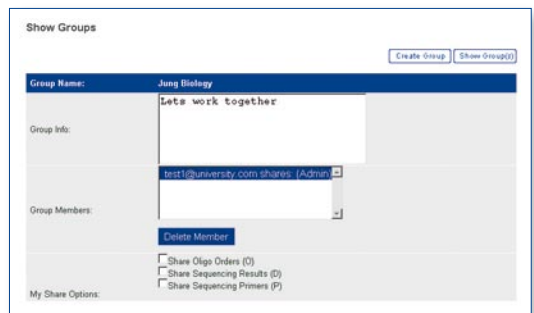 Show Groups
Create Group Show Group(s)
Group Name: Jung Biology
Lets work together
Group Info:
test1@university.com shares: (Admin)
Group Members:
Delete Member
Share Oligo Orders (O)
Share Sequencing Results (D)
Share Sequencing Primers (P)
My Share Options: